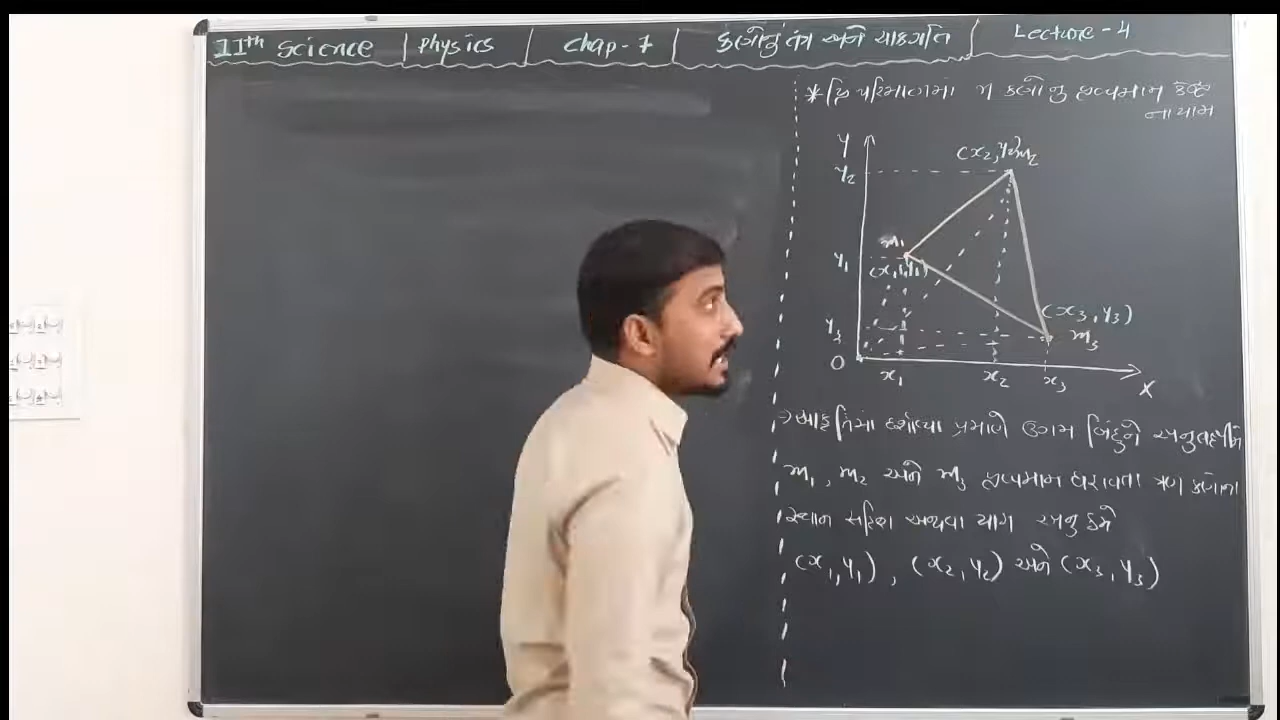 11th Science | Physics | Chap - 7 | કણોનું તંત્ર અને ચાકગતિ | Lecture - 4
* દ્વિ પરિમાણમાં n કણોનું દ્રવ્યમાન કેન્દ્ર
ના યામ
Y
(x2, y2) m2
y2
m1
y1
(x1, y1)
(x3, y3)
y3
m3
O
x1
x2
x3
X
→ આકૃતિમાં દર્શાવ્યા પ્રમાણે ઉગમ બિંદુને અનુલક્ષીને
m1, m2 અને m3 દ્રવ્યમાન ધરાવતા ત્રણ કણોના
સ્થાન સદિશ અથવા યામ અનુક્રમે
(x1, y1), (x2, y2) અને (x3, y3)